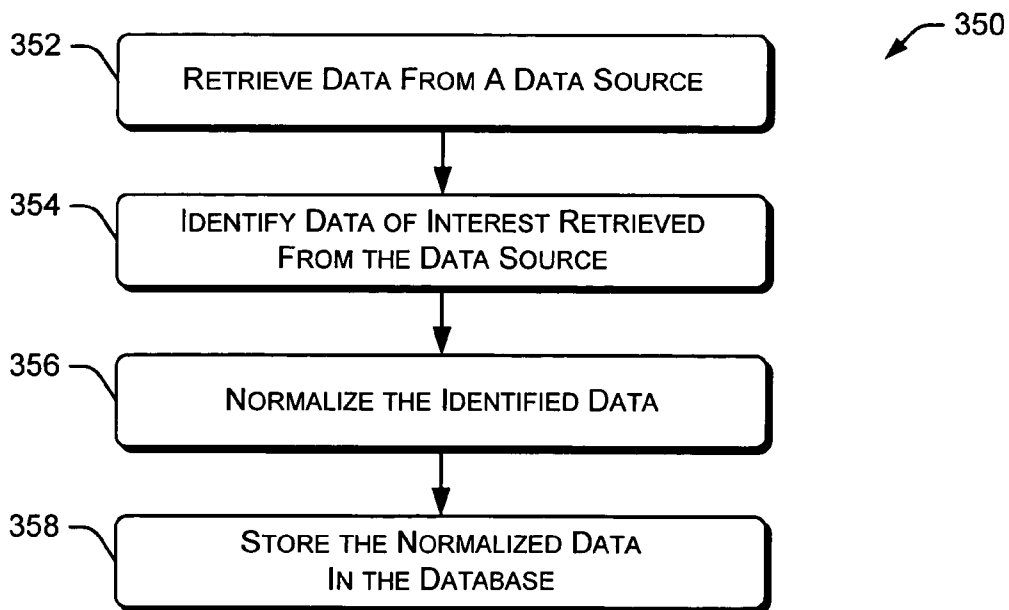 350
352
RETRIEVE DATA FROM A DATA SOURCE
354
IDENTIFY DATA OF INTEREST RETRIEVED
FROM THE DATA SOURCE
356
NORMALIZE THE IDENTIFIED DATA
358
STORE THE NORMALIZED DATA
IN THE DATABASE